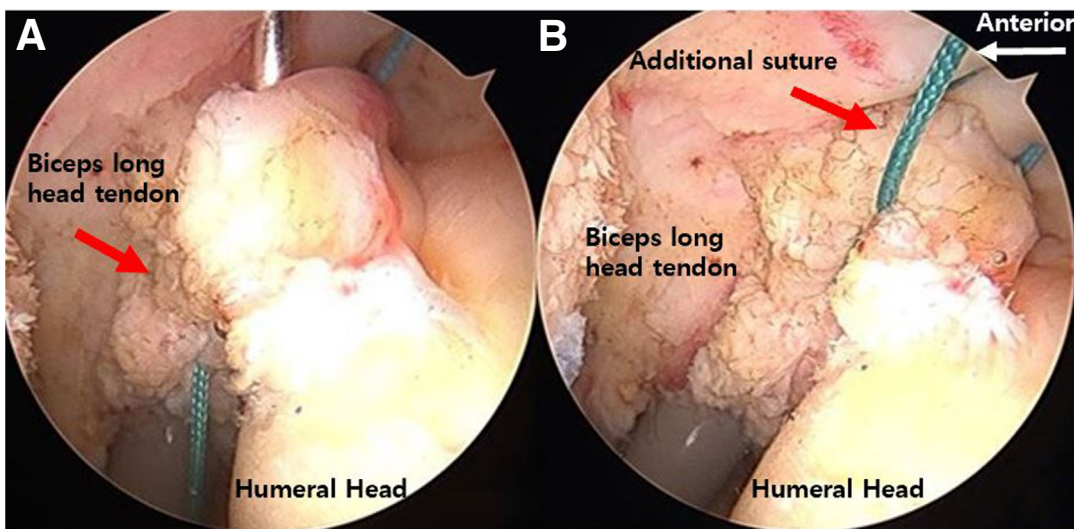 A
Biceps long
head tendon
Humeral Head
B
Anterior
Additional suture
Biceps long
head tendon
Humeral Head